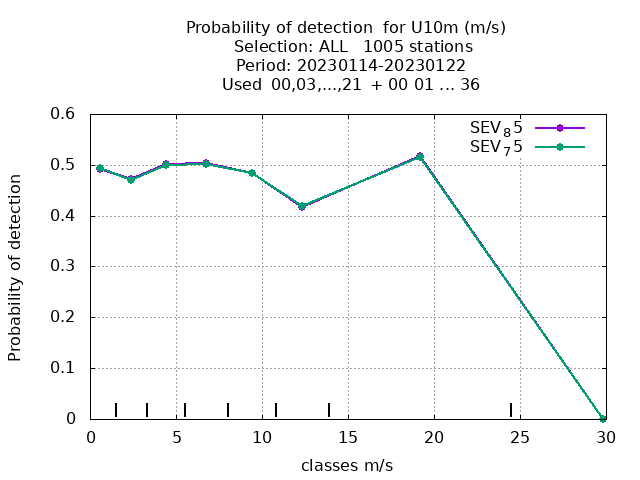 Probability of detection  for U10m (m/s)
Selection: ALL   1005 stations
Period: 20230114-20230122
Used  00,03,...,21  + 00 01 ... 36
SEV₈5
SEV₇5
0.6
0.5
0.4
0.3
0.2
0.1
0
Probability of detection
0 5 10 15 20 25 30
classes m/s